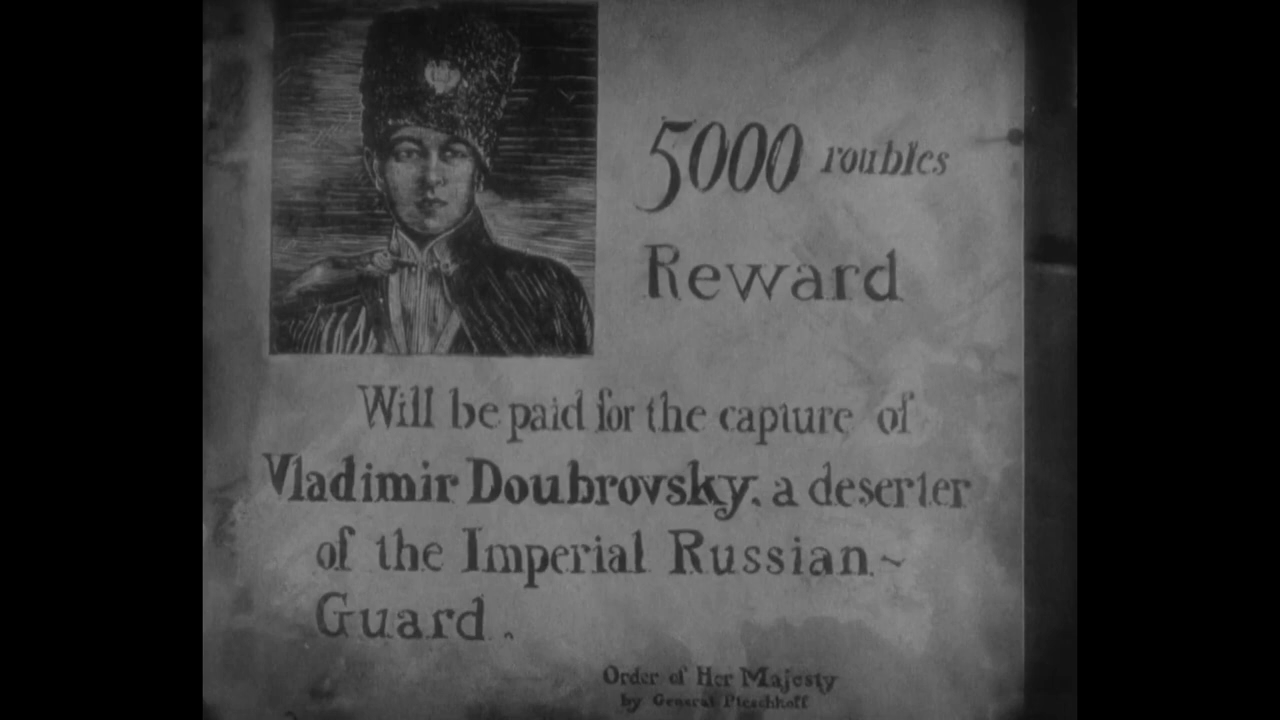 5000 roubles
Reward
Will be paid for the capture of
Vladimir Doubrovsky, a deserter
of the Imperial Russian ~
Guard.
Order of Her Majesty
by General Pleschkoff